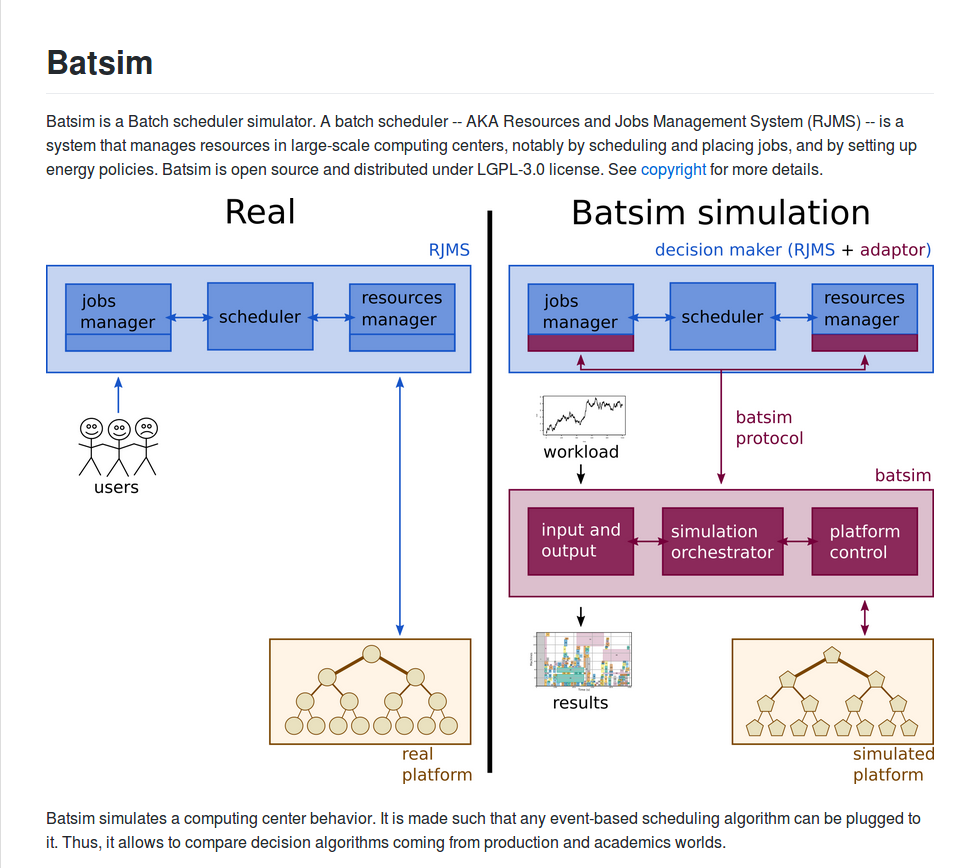 Batsim
Batsim is a Batch scheduler simulator. A batch scheduler -- AKA Resources and Jobs Management System (RJMS) -- is a
system that manages resources in large-scale computing centers, notably by scheduling and placing jobs, and by setting up
energy policies. Batsim is open source and distributed under LGPL-3.0 license. See copyright for more details.
Real
RJMS
jobs
manager
scheduler
resources
manager
users
real
platform
Batsim simulation
decision maker (RJMS + adaptor)
jobs
manager
scheduler
resources
manager
workload
batsim
protocol
batsim
input and
output
simulation
orchestrator
platform
control
results
simulated
platform
Batsim simulates a computing center behavior. It is made such that any event-based scheduling algorithm can be plugged to
it. Thus, it allows to compare decision algorithms coming from production and academics worlds.